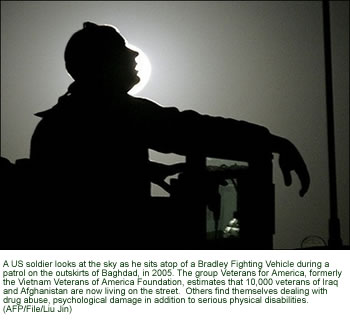 A US soldier looks at the sky as he sits atop of a Bradley Fighting Vehicle during a
patrol on the outskirts of Baghdad, in 2005. The group Veterans for America, formerly
the Vietnam Veterans of America Foundation, estimates that 10,000 veterans of Iraq
and Afghanistan are now living on the street.  Others find themselves dealing with
drug abuse, psychological damage in addition to serious physical disabilities.
(AFP/File/Liu Jin)